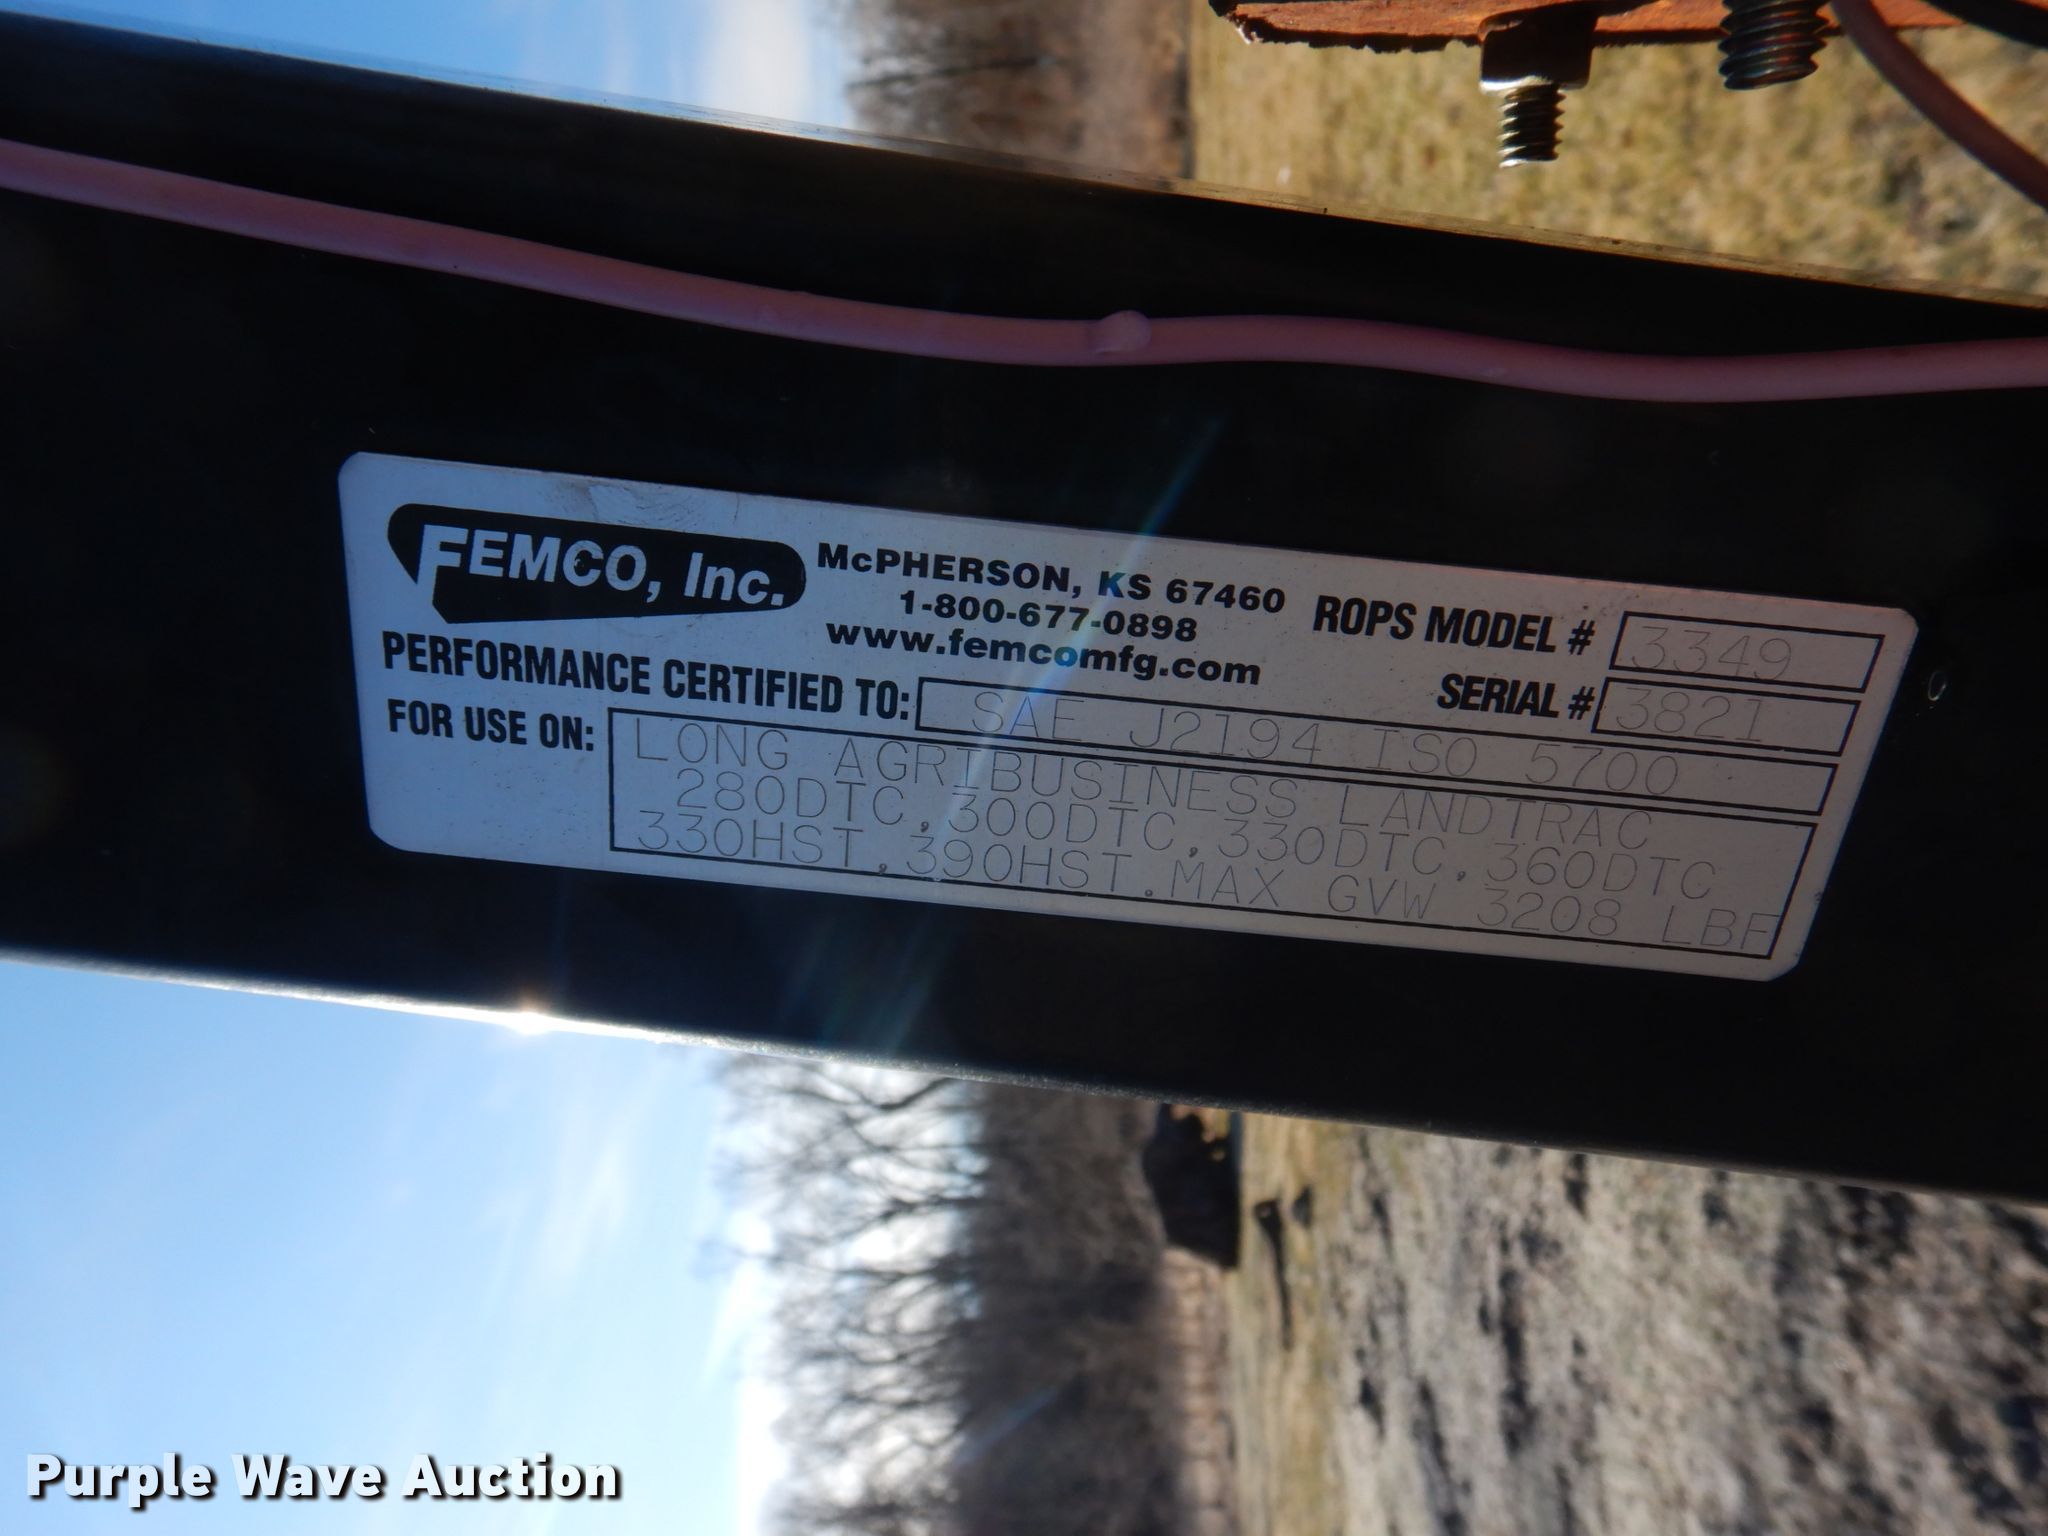 FEMCO, Inc.
McPHERSON, KS 67460
1-800-677-0898
www.femcomfg.com
ROPS MODEL # 3349
SERIAL # 3821
PERFORMANCE CERTIFIED TO: SAE J2194 ISO 5700
FOR USE ON: LONG AGRIBUSINESS LANDTRAC
280DTC,300DTC,330DTC,360DTC
330HST,390HST.MAX GVW 3208 LBF
Purple Wave Auction